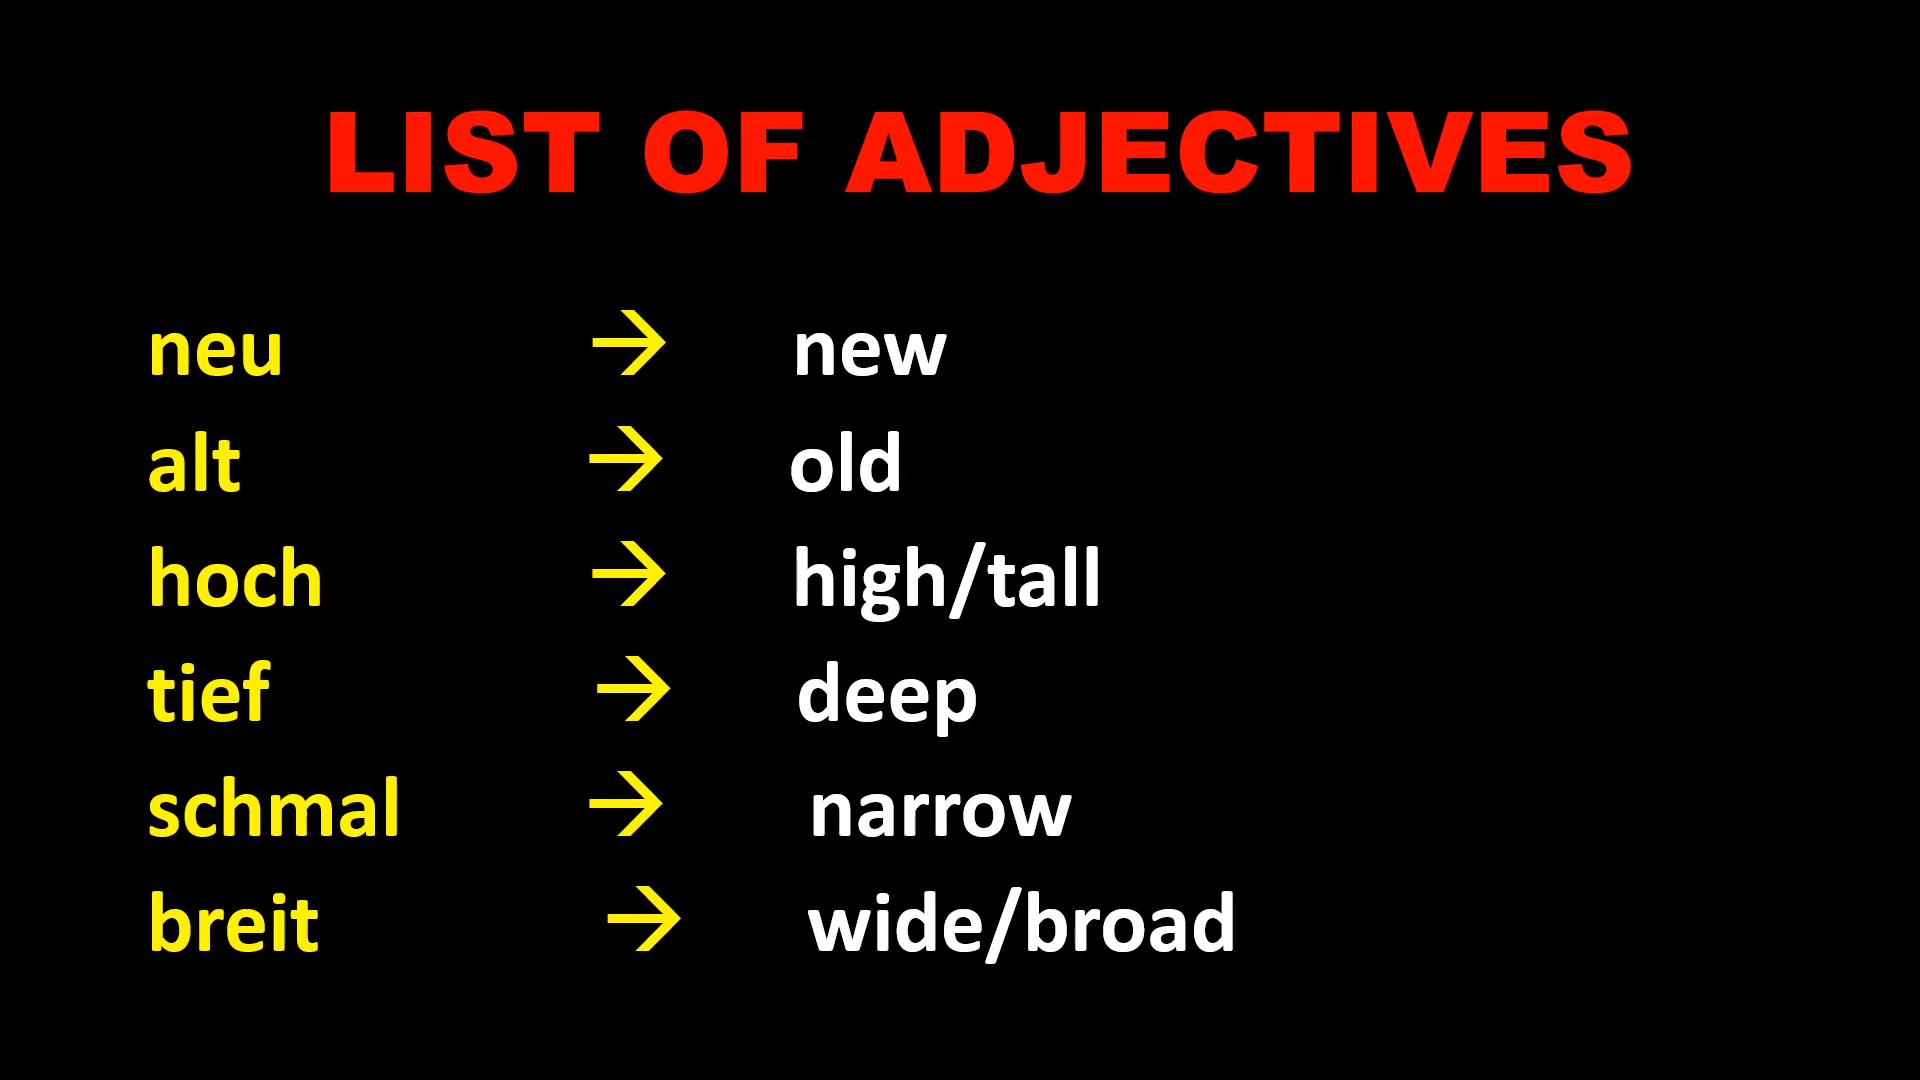 LIST OF ADJECTIVES
neu → new
alt → old
hoch → high/tall
tief → deep
schmal → narrow
breit → wide/broad